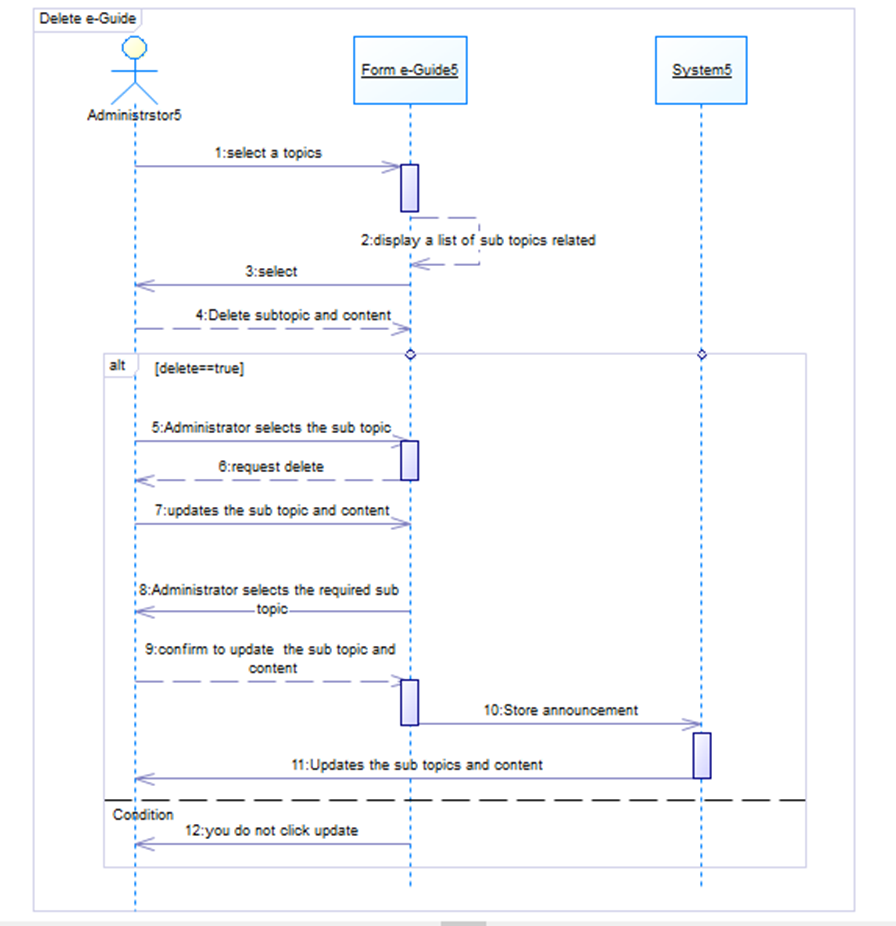 Delete e-Guide
Form e-Guide5
System5
Administrstor5
1:select a topics
2:display a list of sub topics related
3:select
4:Delete subtopic and content
alt
[delete==true]
5:Administrator selects the sub topic
6:request delete
7:updates the sub topic and content
8:Administrator selects the required sub
topic
9:confirm to update the sub topic and
content
10:Store announcement
11:Updates the sub topics and content
Condition
12:you do not click update